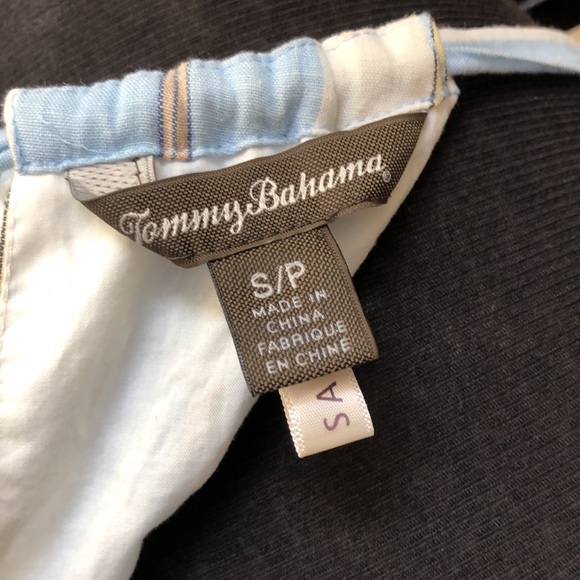 Tommy Bahama®
S/P
MADE IN
CHINA
FABRIQUE
EN CHINE
SA